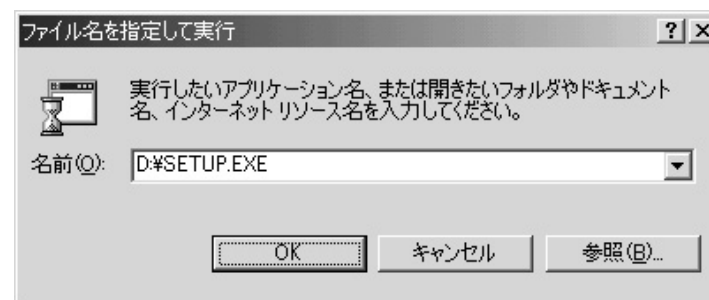 ファイル名を指定して実行
実行したいアプリケーション名、または開きたいフォルダやドキュメント
名、インターネット リソース名を入力してください。
名前(O): D:¥SETUP.EXE
OK キャンセル 参照(B)...